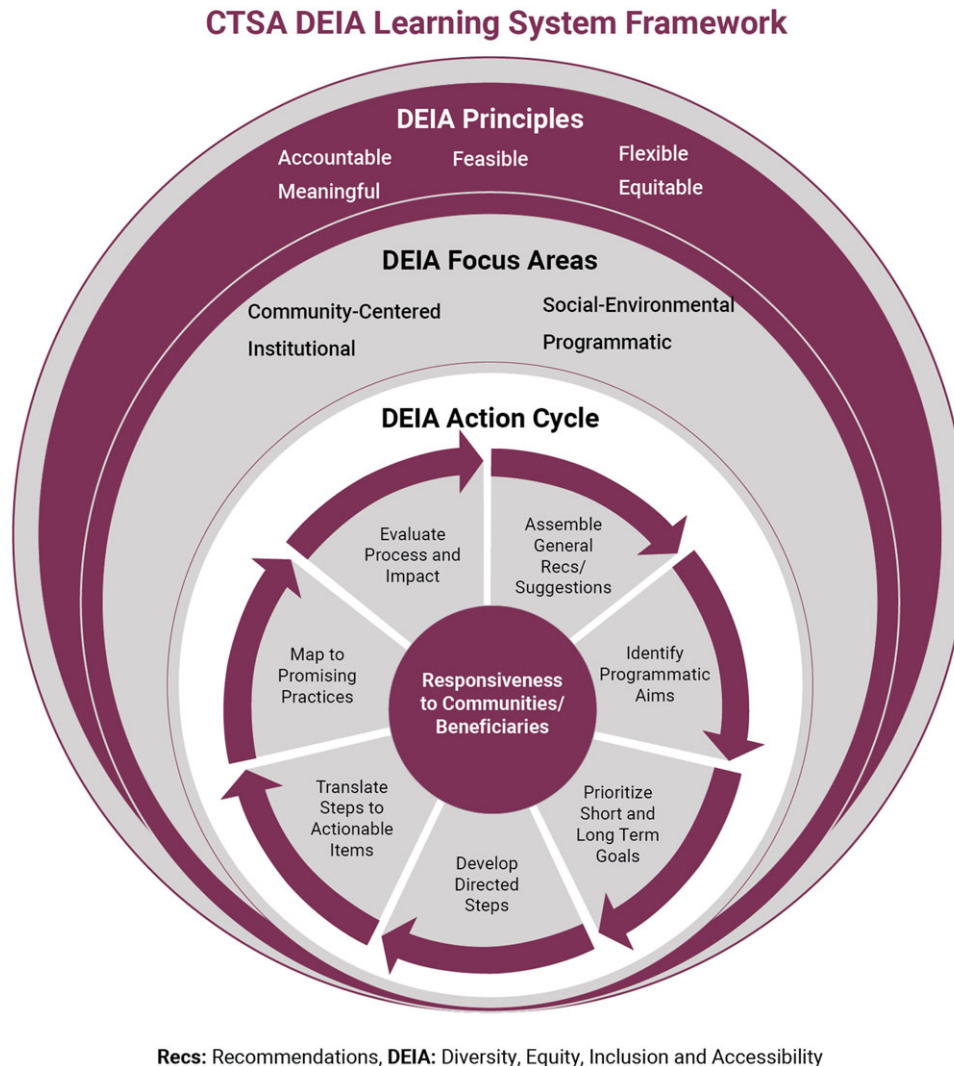 CTSA DEIA Learning System Framework
DEIA Principles
Accountable
Feasible
Flexible
Meaningful
Equitable
DEIA Focus Areas
Community-Centered
Social-Environmental
Institutional
Programmatic
DEIA Action Cycle
Assemble
General
Recs/
Suggestions
Identify
Programmatic
Aims
Prioritize
Short and
Long Term
Goals
Develop
Directed
Steps
Translate
Steps to
Actionable
Items
Map to
Promising
Practices
Evaluate
Process and
Impact
Responsiveness
to Communities/
Beneficiaries
Recs: Recommendations, DEIA: Diversity, Equity, Inclusion and Accessibility